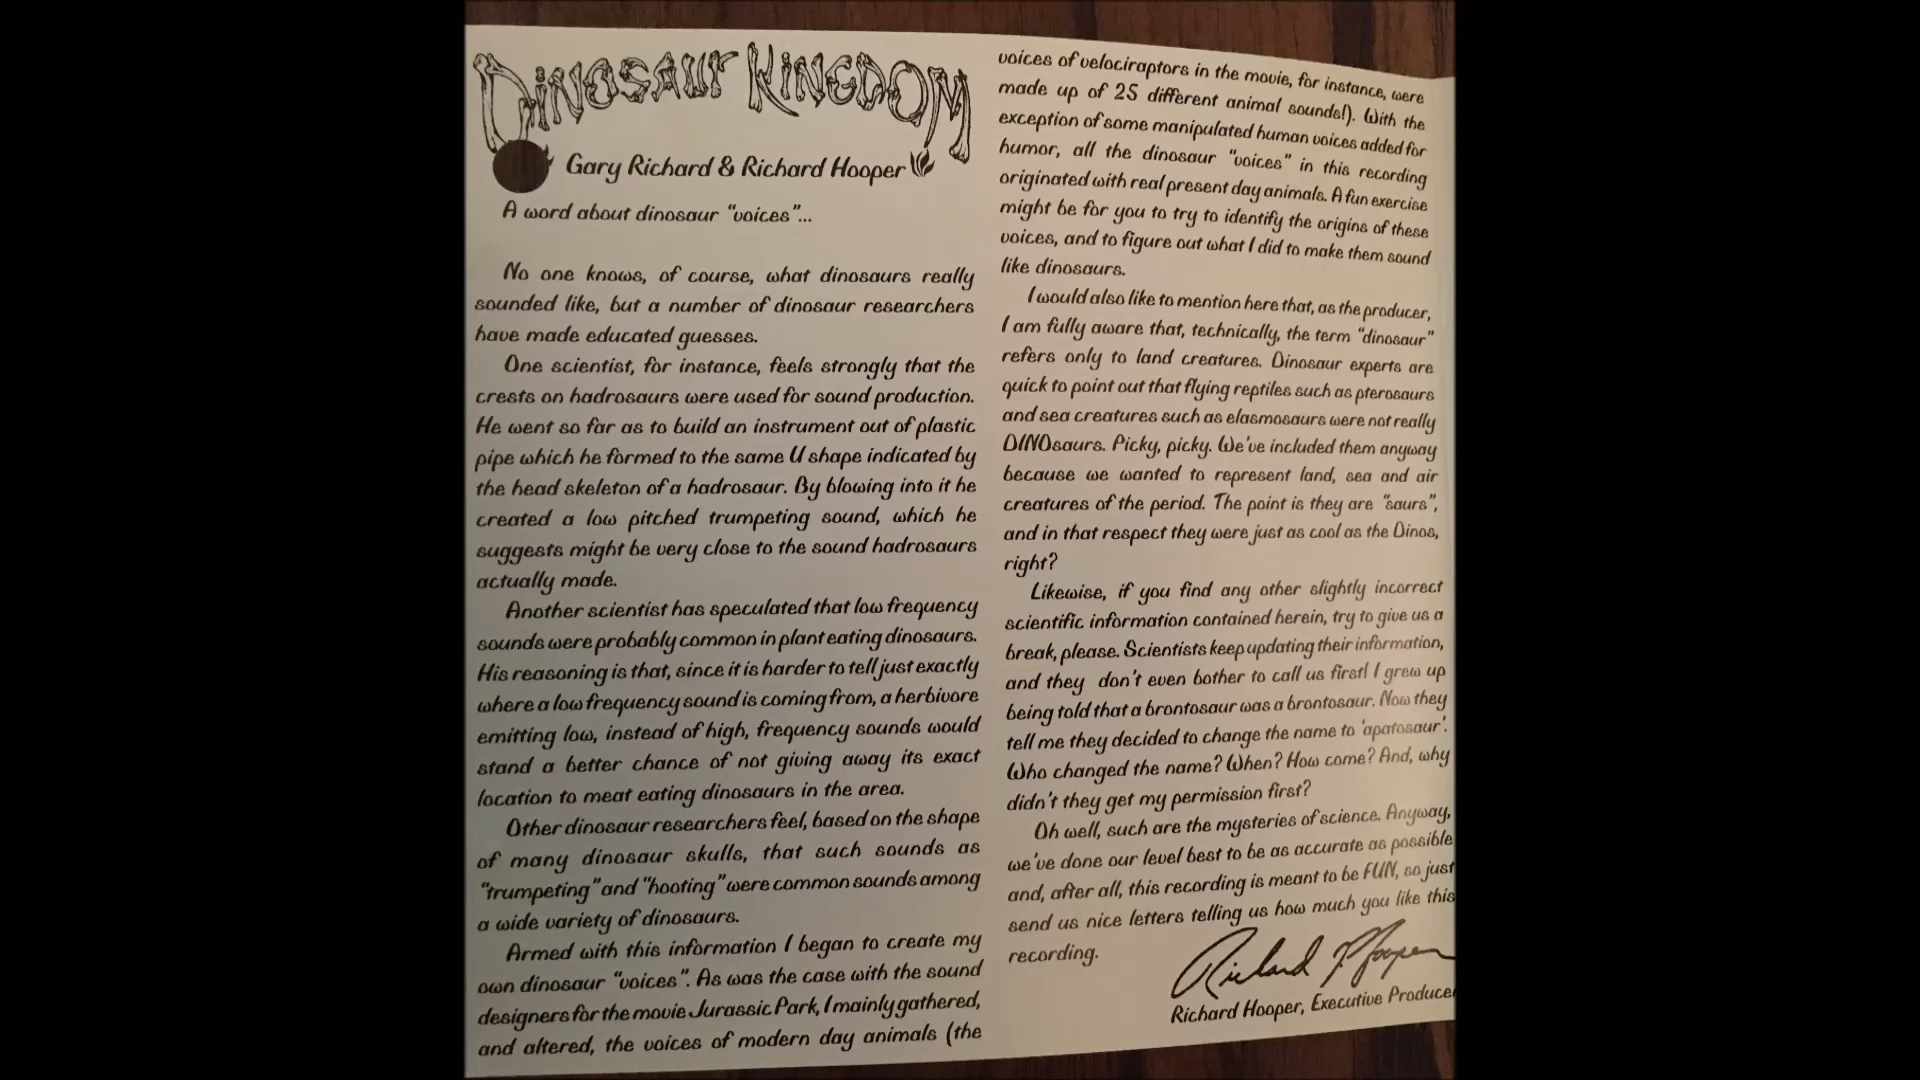 DINOSAUR KINGDOM
Gary Richard & Richard Hooper
A word about dinosaur "voices"...
No one knows, of course, what dinosaurs really
sounded like, but a number of dinosaur researchers
have made educated guesses.
One scientist, for instance, feels strongly that the
crests on hadrosaurs were used for sound production.
He went so far as to build an instrument out of plastic
pipe which he formed to the same U shape indicated by
the head skeleton of a hadrosaur. By blowing into it he
created a low pitched trumpeting sound, which he
suggests might be very close to the sound hadrosaurs
actually made.
Another scientist has speculated that low frequency
sounds were probably common in plant eating dinosaurs.
His reasoning is that, since it is harder to tell just exactly
where a low frequency sound is coming from, a herbivore
emitting low, instead of high, frequency sounds would
stand a better chance of not giving away its exact
location to meat eating dinosaurs in the area.
Other dinosaur researchers feel, based on the shape
of many dinosaur skulls, that such sounds as
"trumpeting" and "hooting" were common sounds among
a wide variety of dinosaurs.
Armed with this information I began to create my
own dinosaur "voices". As was the case with the sound
designers for the movie Jurassic Park, I mainly gathered,
and altered, the voices of modern day animals (the
voices of velociraptors in the movie, for instance, were
made up of 25 different animal sounds!). With the
exception of some manipulated human voices added for
humor, all the dinosaur "voices" in this recording
originated with real present day animals. A fun exercise
might be for you to try to identify the origins of these
voices, and to figure out what I did to make them sound
like dinosaurs.
I would also like to mention here that, as the producer,
I am fully aware that, technically, the term "dinosaur"
refers only to land creatures. Dinosaur experts are
quick to point out that flying reptiles such as pterosaurs
and sea creatures such as elasmosaurs were not really
DINOsaurs. Picky, picky. We've included them anyway
because we wanted to represent land, sea and air
creatures of the period. The point is they are "saurs",
and in that respect they were just as cool as the Dinos,
right?
Likewise, if you find any other slightly incorrect
scientific information contained herein, try to give us a
break, please. Scientists keep updating their information,
and they don't even bother to call us first! I grew up
being told that a brontosaur was a brontosaur. Now they
tell me they decided to change the name to 'apatosaur'.
Who changed the name? When? How come? And, why
didn't they get my permission first?
Oh well, such are the mysteries of science. Anyway,
we've done our level best to be as accurate as possible
and, after all, this recording is meant to be FUN, so just
send us nice letters telling us how much you like this
recording.
Richard Hooper
Richard Hooper, Executive Producer